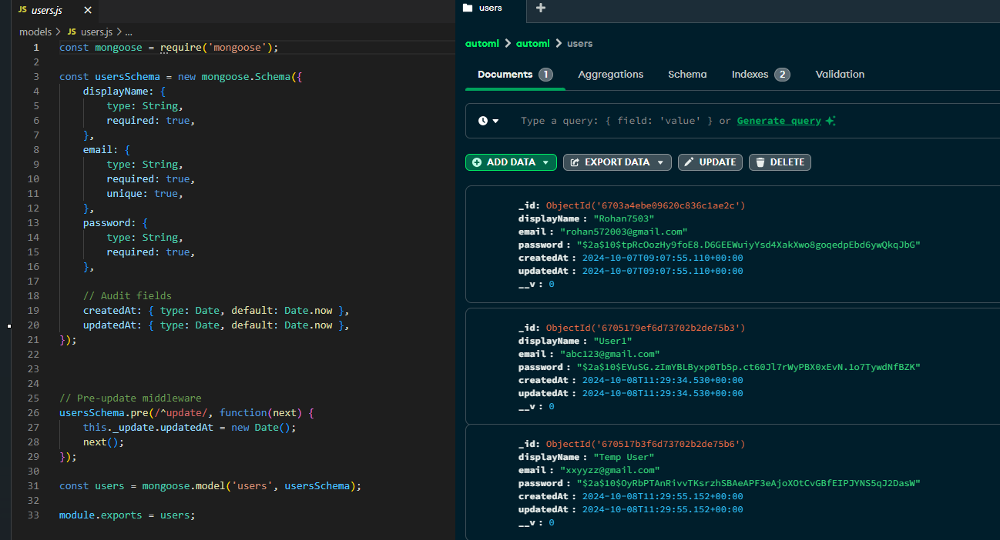 JS users.js ×
models > JS users.js > ...
1 const mongoose = require('mongoose');
2
3 const usersSchema = new mongoose.Schema({
4 displayName: {
5 type: String,
6 required: true,
7 },
8 email: {
9 type: String,
10 required: true,
11 unique: true,
12 },
13 password: {
14 type: String,
15 required: true,
16 },
17
18 // Audit fields
19 createdAt: { type: Date, default: Date.now },
20 updatedAt: { type: Date, default: Date.now },
21 });
22
23
24
25 // Pre-update middleware
26 usersSchema.pre(/^update/, function(next) {
27 this._update.updatedAt = new Date();
28 next();
29 });
30
31 const users = mongoose.model('users', usersSchema);
32
33 module.exports = users;
users +
automl > automl > users
Documents 1 Aggregations Schema Indexes 2 Validation
Type a query: { field: 'value' } or Generate query
ADD DATA EXPORT DATA UPDATE DELETE
_id: ObjectId('6703a4ebe09620c836c1ae2c')
displayName : "Rohan7503"
email : "rohan572003@gmail.com"
password : "$2a$10$tpRcOozHy9foE8.D6GEEWuiyYsd4XakXwo8goqedpEbd6ywQkqJbG"
createdAt : 2024-10-07T09:07:55.110+00:00
updatedAt : 2024-10-07T09:07:55.110+00:00
__v : 0
_id: ObjectId('6705179ef6d73702b2de75b3')
displayName : "User1"
email : "abc123@gmail.com"
password : "$2a$10$EVuSG.zImYBLByxp0Tb5p.ct60Jl7rWyPBX0xEvN.1o7TywdNfBZK"
createdAt : 2024-10-08T11:29:34.530+00:00
updatedAt : 2024-10-08T11:29:34.530+00:00
__v : 0
_id: ObjectId('670517b3f6d73702b2de75b6')
displayName : "Temp User"
email : "xxyyzz@gmail.com"
password : "$2a$10$OyRbPTAnRivvTKsrzhSBAeAPF3eAjoXOtCvGBfEIPJYNS5qJ2DasW"
createdAt : 2024-10-08T11:29:55.152+00:00
updatedAt : 2024-10-08T11:29:55.152+00:00
__v : 0